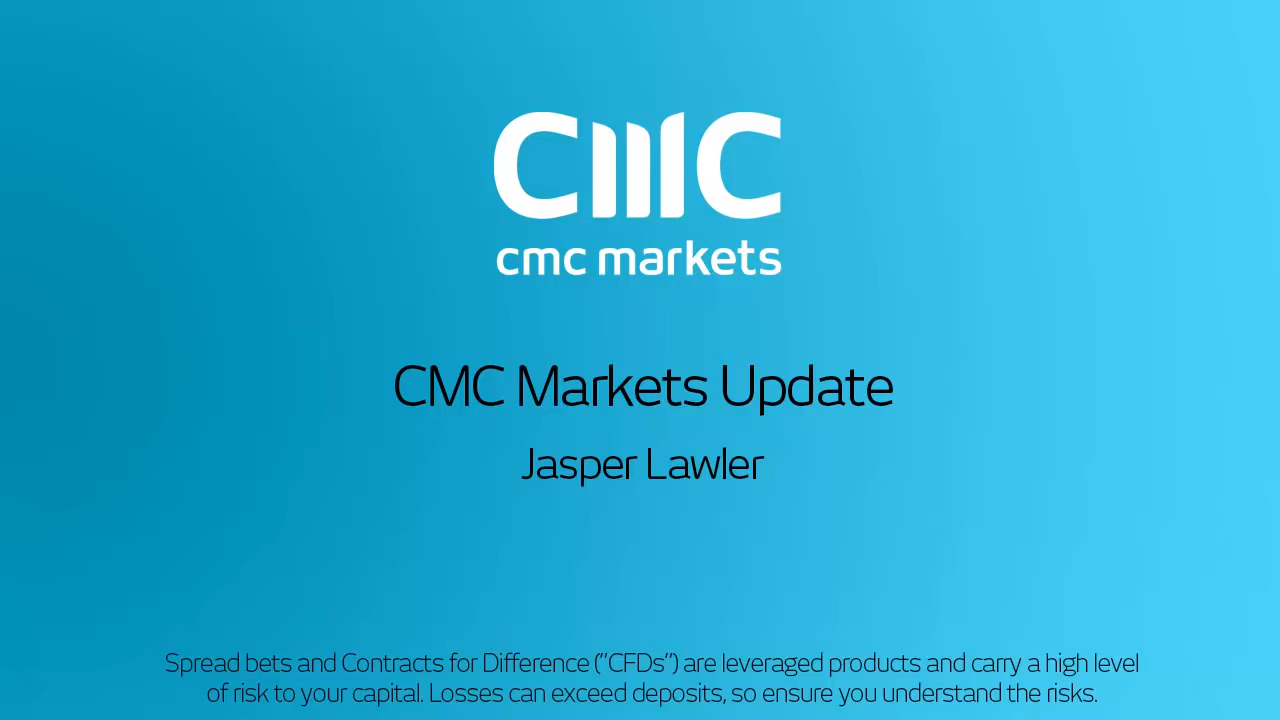 CMC
cmc markets
CMC Markets Update
Jasper Lawler
Spread bets and Contracts for Difference (”CFDs”) are leveraged products and carry a high level
of risk to your capital. Losses can exceed deposits, so ensure you understand the risks.